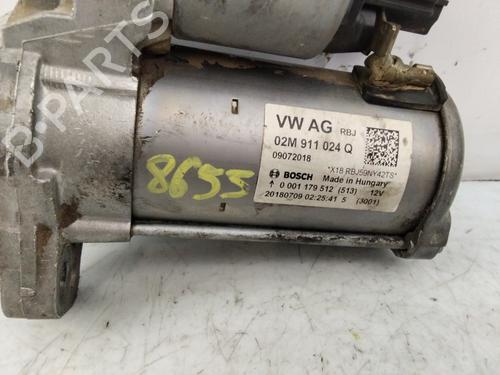 VW AG RBJ
02M 911 024 Q
09072018
*X18 RBJ59NY42TS*
BOSCH Made in Hungary
0 001 179 512 (513) 12V
20180709 02:25:41 5 (3001)
8655